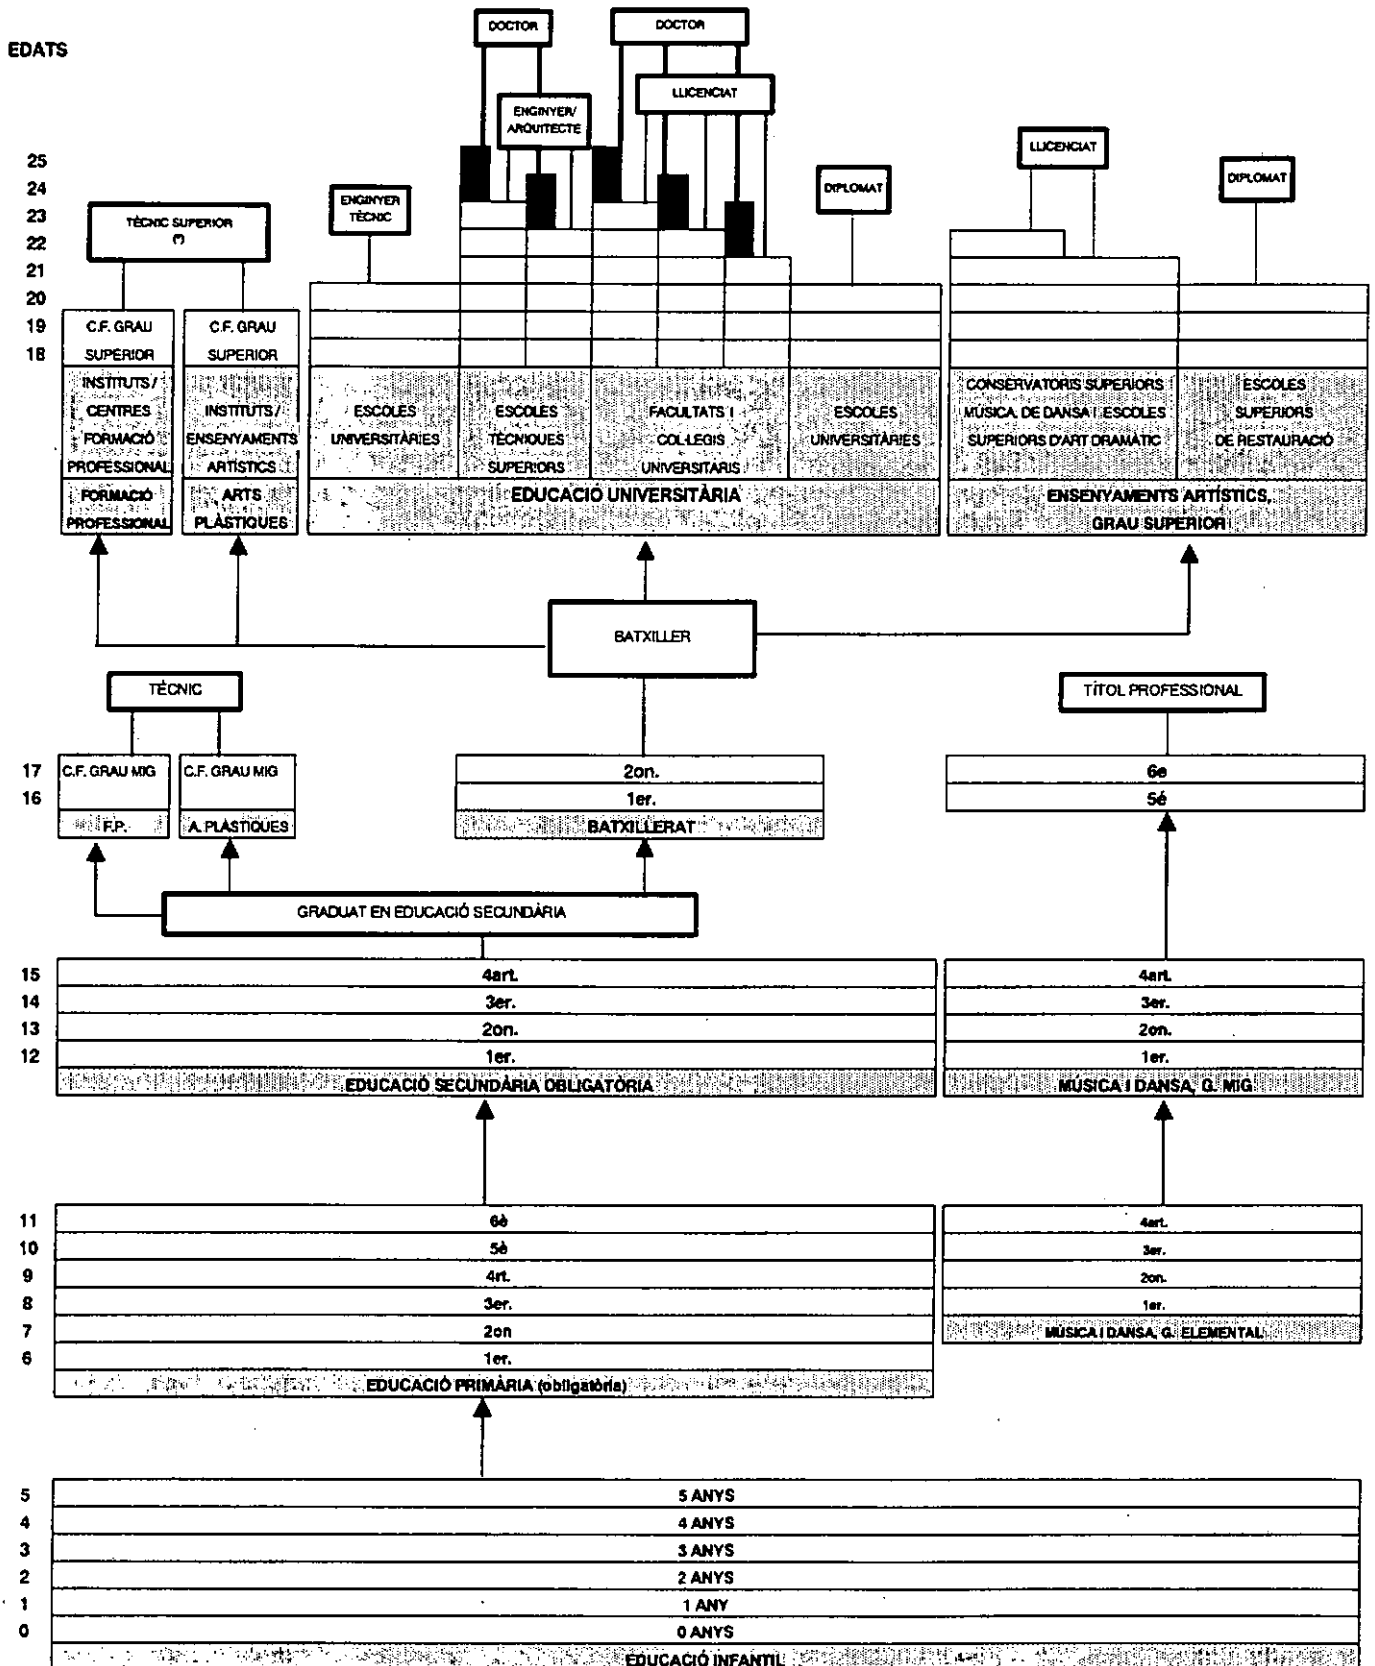 DOCTOR
DOCTOR
EDATS
LLICENCIAT
ENGINYER/
ARQUITECTE
LLICENCIAT
25
24
DIPLOMAT
DIPLOMAT
ENGINYER
TÈCNIC
23
TÈCNIC SUPERIOR
(*)
22
21
20
19
C.F. GRAU
C.F. GRAU
18
SUPERIOR
SUPERIOR
INSTITUTS /
CENTRES
FORMACIÓ
PROFESSIONAL
INSTITUTS /
ENSENYAMENTS
ARTÍSTICS
ESCOLES
UNIVERSITÀRIES
ESCOLES
TÈCNIQUES
SUPERIORS
FACULTATS I
COL·LEGIS
UNIVERSITARIS
ESCOLES
UNIVERSITÀRIES
CONSERVATORIS SUPERIORS
MÚSICA, DE DANSA I ESCOLES
SUPERIORS D'ART DRAMÀTIC
ESCOLES
SUPERIORS
DE RESTAURACIÓ
FORMACIÓ
PROFESSIONAL
ARTS
PLÀSTIQUES
EDUCACIÓ UNIVERSITÀRIA
ENSENYAMENTS ARTÍSTICS,
GRAU SUPERIOR
BATXILLER
TÈCNIC
TÍTOL PROFESSIONAL
17
C.F. GRAU MIG
C.F. GRAU MIG
2on.
6e
16
1er.
5é
F.P.
A. PLÀSTIQUES
BATXILLERAT
GRADUAT EN EDUCACIÓ SECUNDÀRIA
15
4art.
4art.
14
3er.
3er.
13
2on.
2on.
12
1er.
1er.
EDUCACIÓ SECUNDÀRIA OBLIGATÒRIA
MÚSICA I DANSA, G. MIG
11
6è
4art.
10
5è
3er.
9
4rt.
2on.
8
3er.
1er.
7
2on
MÚSICA I DANSA, G. ELEMENTAL
6
1er.
EDUCACIÓ PRIMÀRIA (obligatòria)
5
5 ANYS
4
4 ANYS
3
3 ANYS
2
2 ANYS
1
1 ANY
0
0 ANYS
EDUCACIÓ INFANTIL